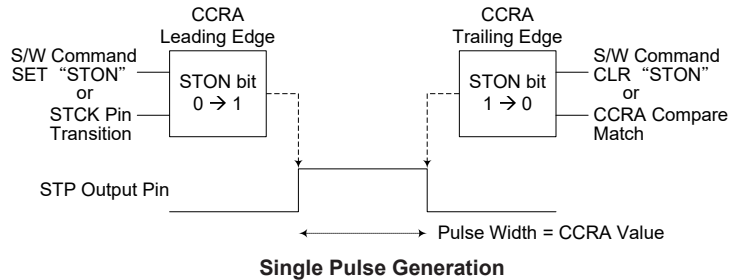 CCRA
Leading Edge
CCRA
Trailing Edge
S/W Command
SET “STON”
or
STCK Pin
Transition
STON bit
0 → 1
STON bit
1 → 0
S/W Command
CLR “STON”
or
CCRA Compare
Match
STP Output Pin
Pulse Width = CCRA Value
Single Pulse Generation